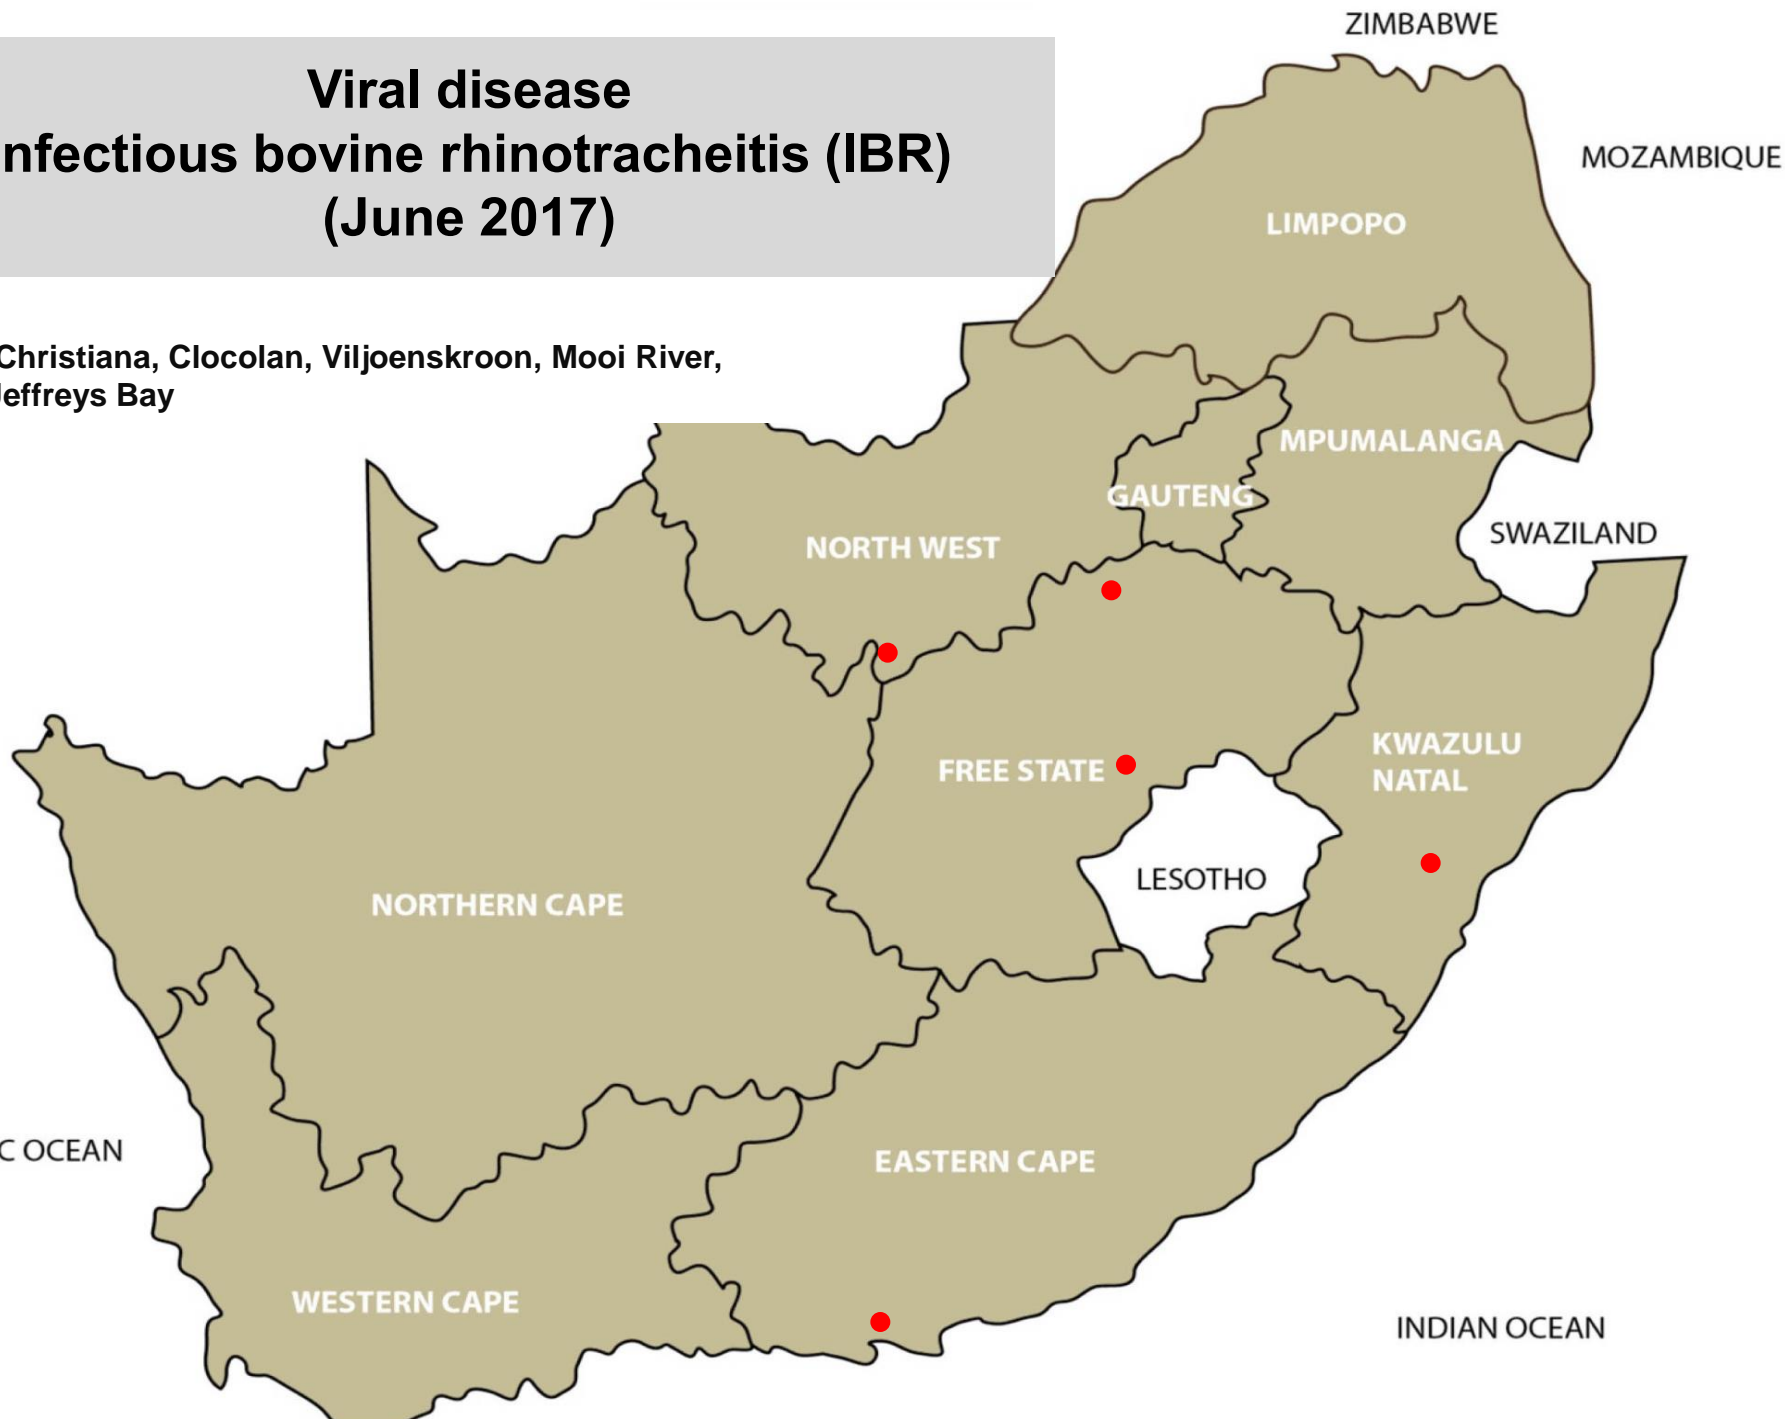 ZIMBABWE
Viral disease
nfectious bovine rhinotracheitis (IBR)
(June 2017)
MOZAMBIQUE
LIMPOPO
Christiana, Clocolan, Viljoenskroon, Mooi River,
Jeffreys Bay
MPUMALANGA
GAUTENG
SWAZILAND
NORTH WEST
KWAZULU
NATAL
FREE STATE
LESOTHO
NORTHERN CAPE
C OCEAN
EASTERN CAPE
WESTERN CAPE
INDIAN OCEAN